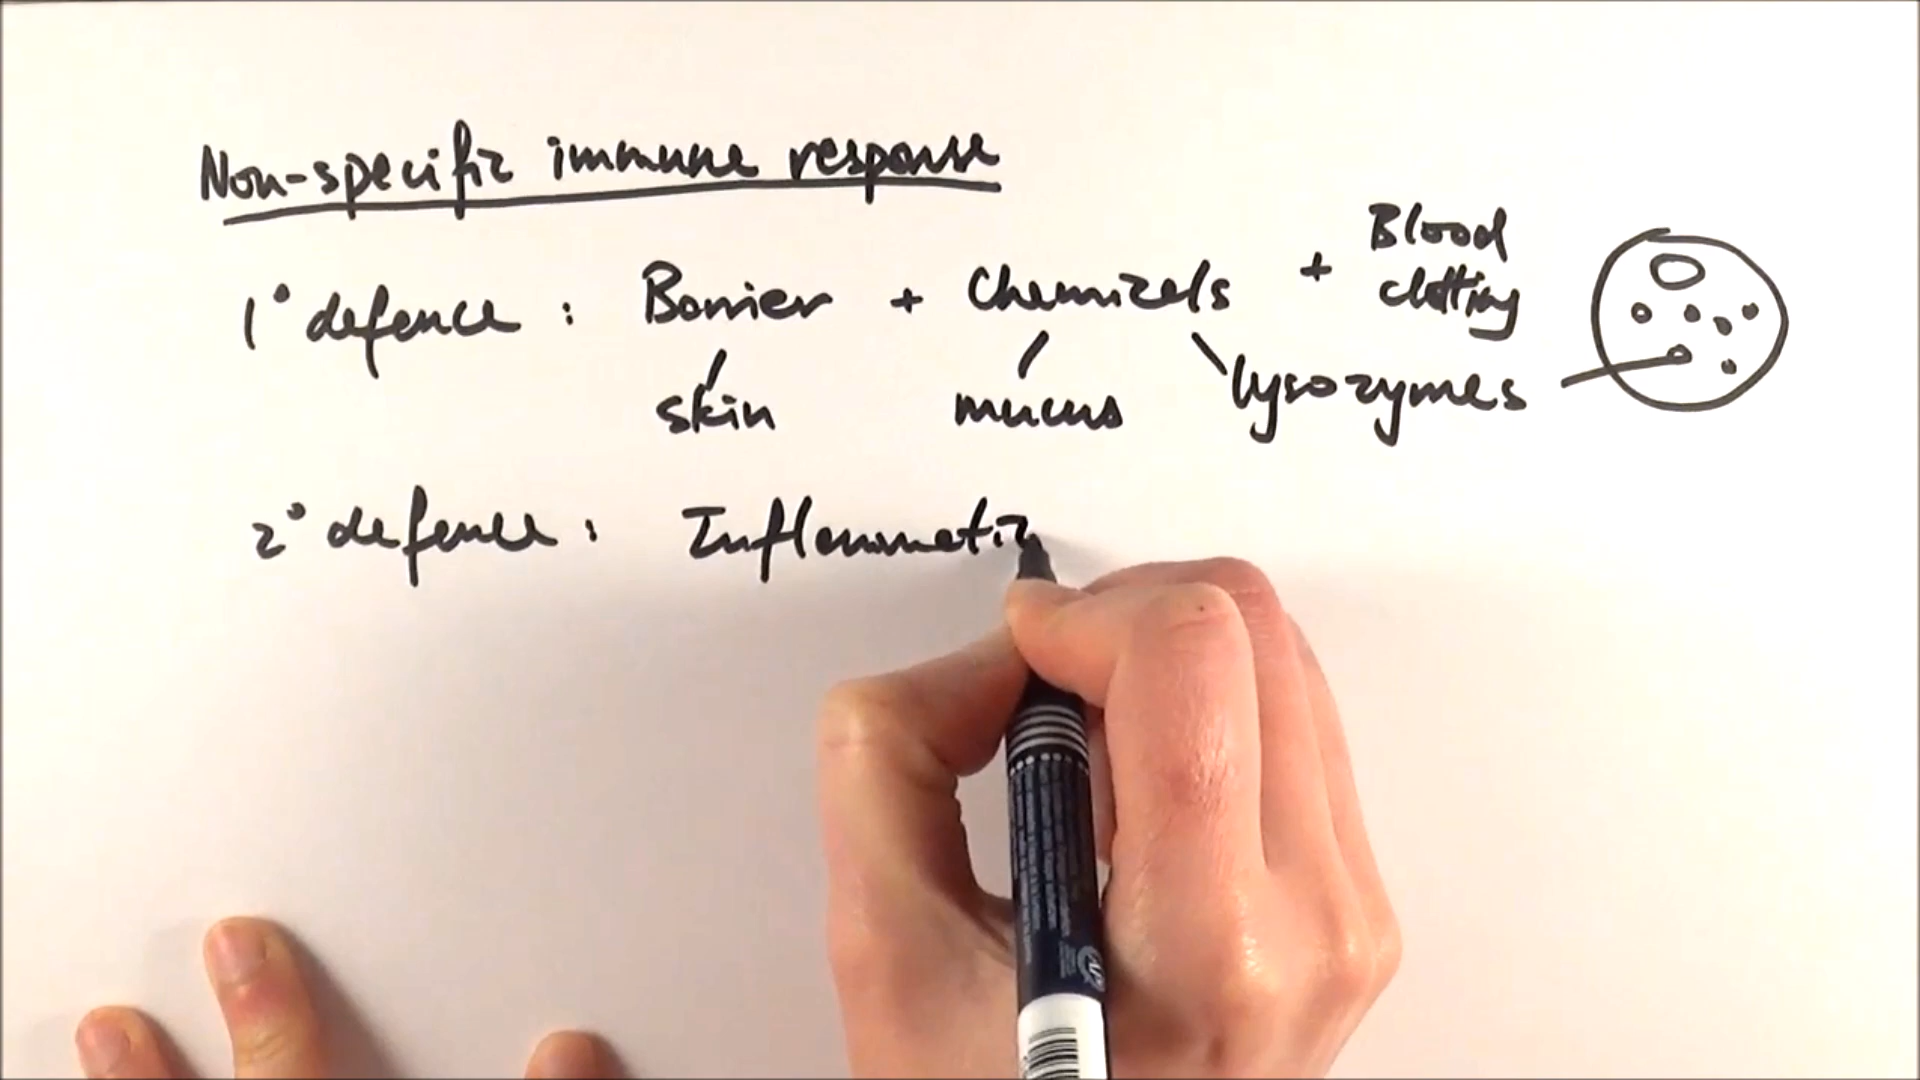 Non-specific immune response
1° defence : Barrier + Chemicals + Blood clotting
skin mucus lysozymes
2° defence : Inflammatio